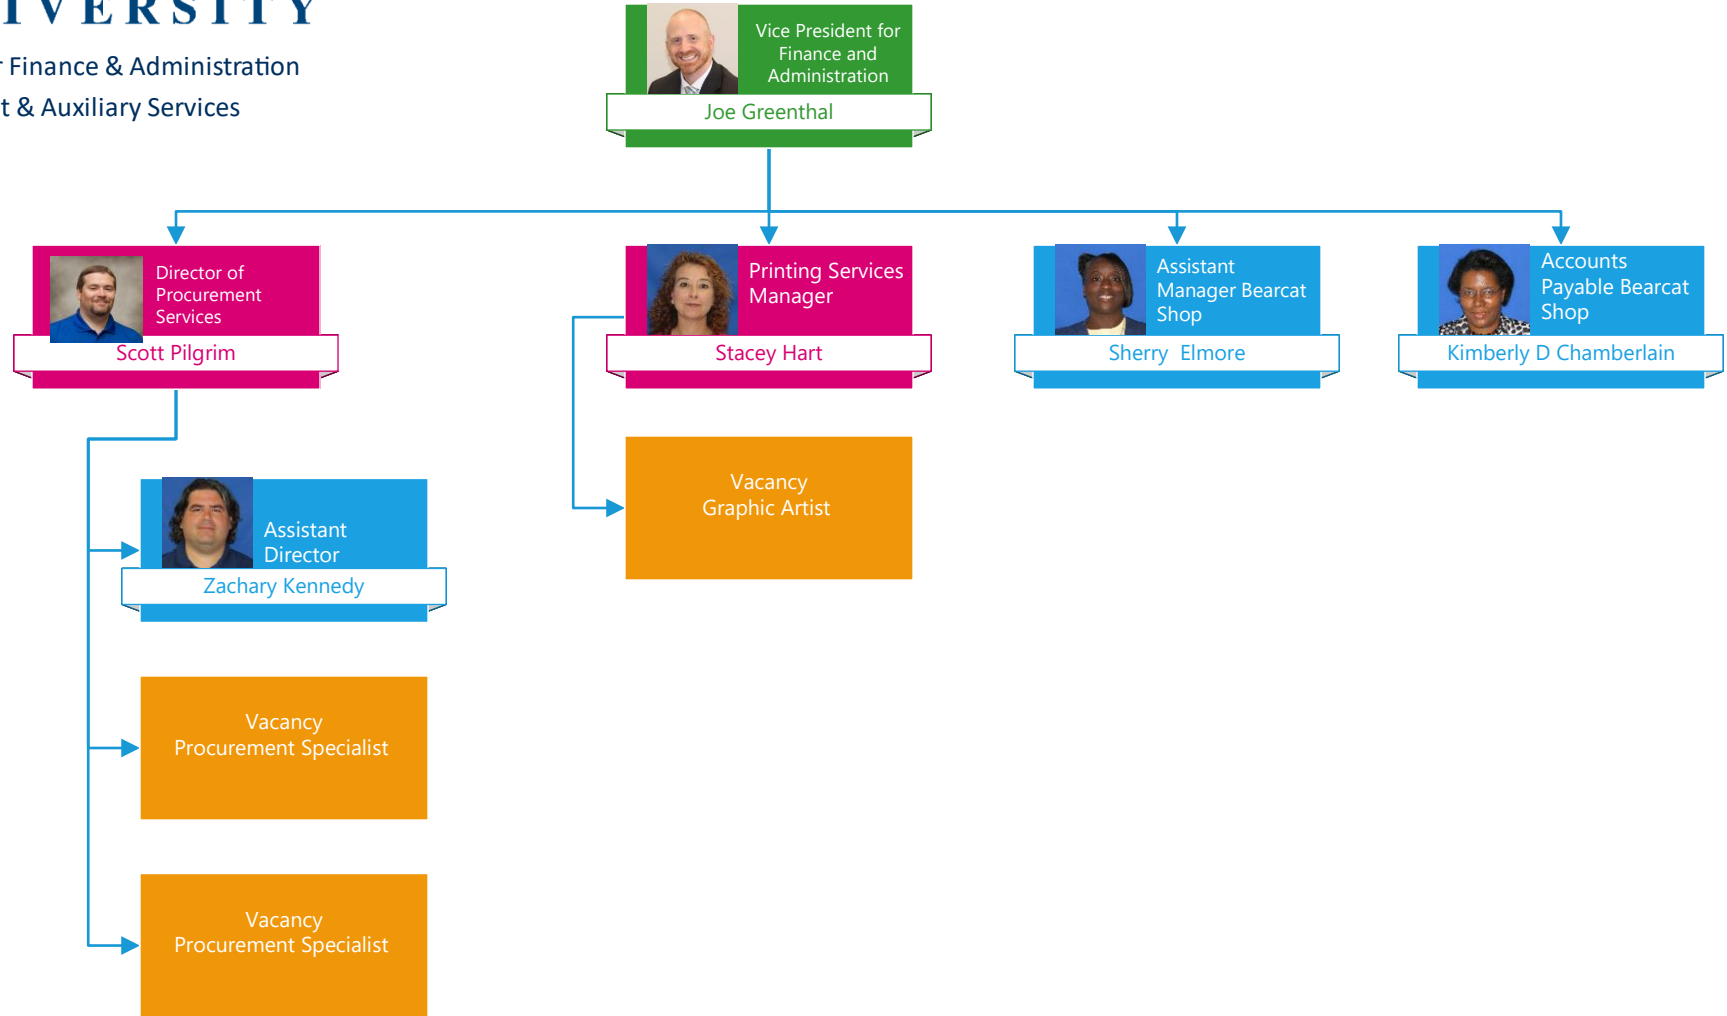 IVERSITY
r Finance & Administration
t & Auxiliary Services
Vice President for
Finance and
Administration
Joe Greenthal
Director of
Procurement
Services
Scott Pilgrim
Printing Services
Manager
Stacey Hart
Assistant
Manager Bearcat
Shop
Sherry  Elmore
Accounts
Payable Bearcat
Shop
Kimberly D Chamberlain
Assistant
Director
Zachary Kennedy
Vacancy
Graphic Artist
Vacancy
Procurement Specialist
Vacancy
Procurement Specialist